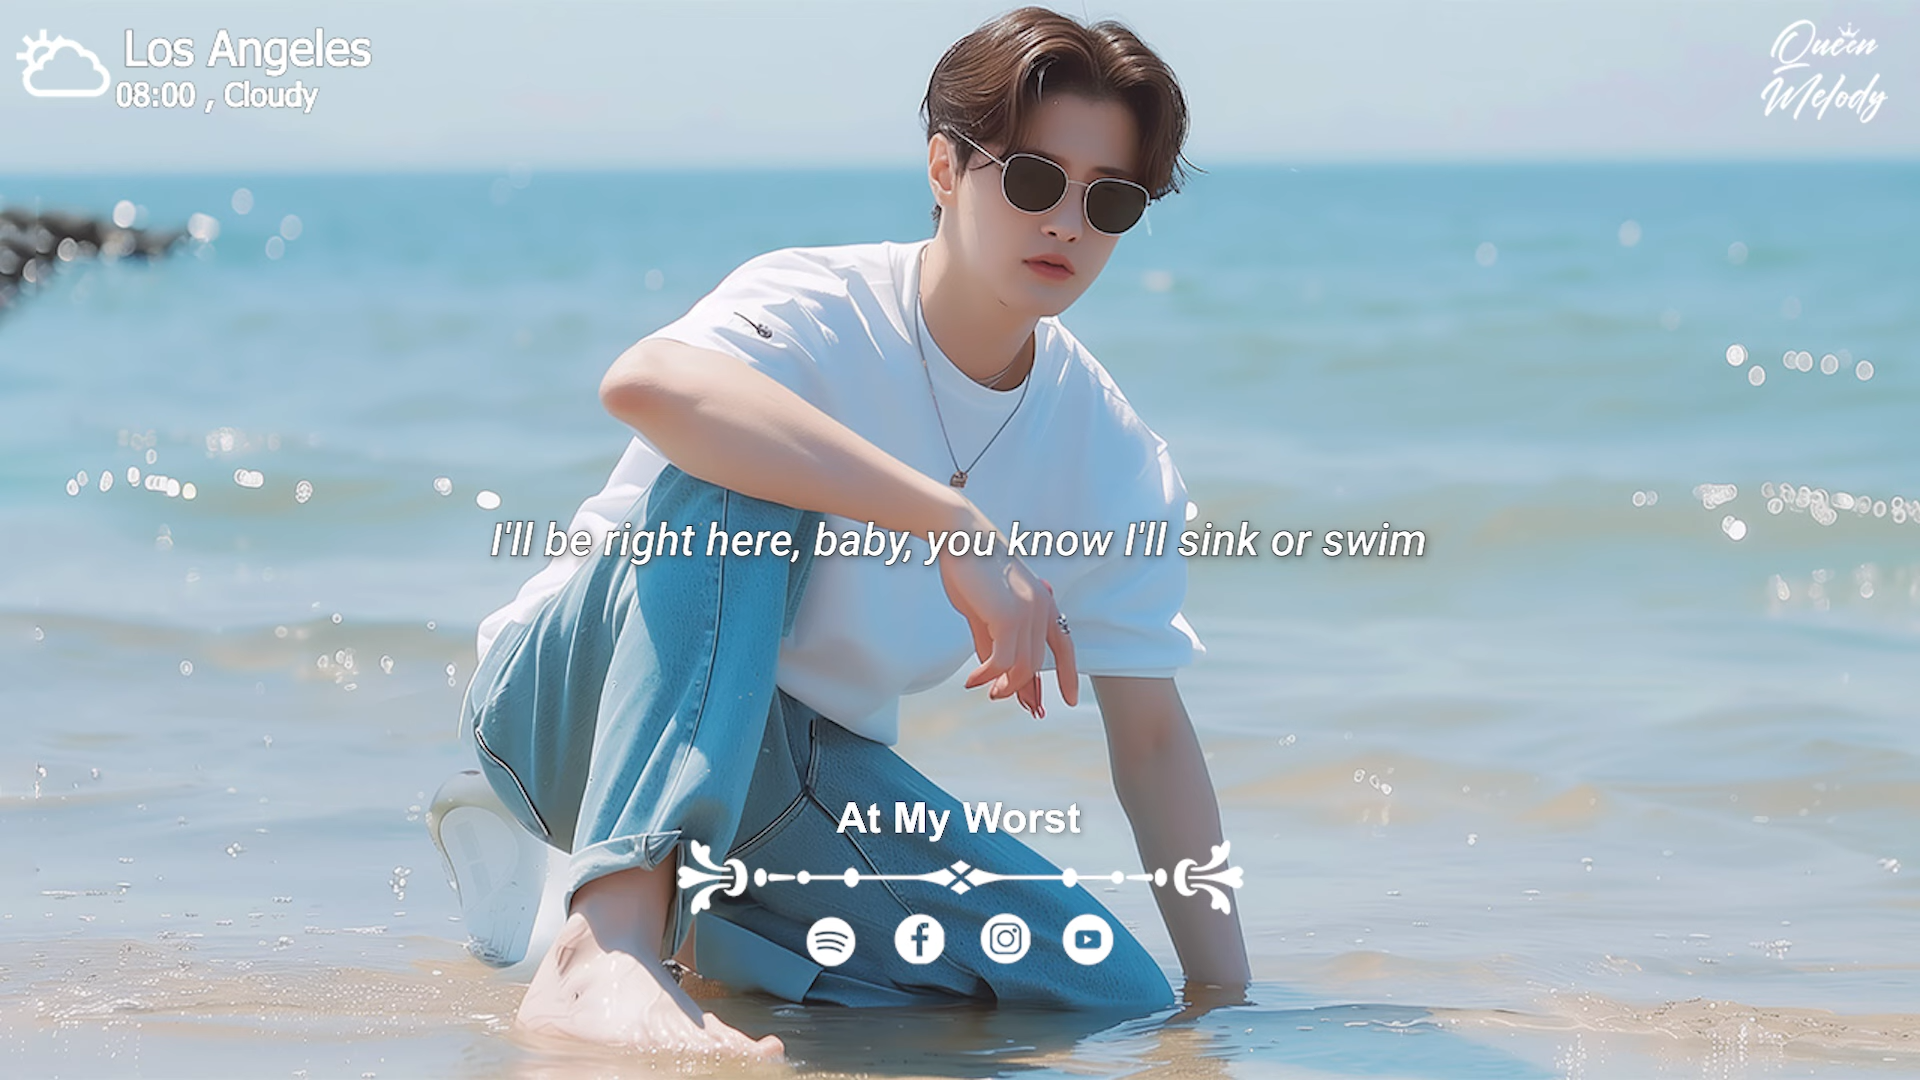 Los Angeles
08:00 , Cloudy
Queen
Melody
I'll be right here, baby, you know I'll sink or swim
At My Worst